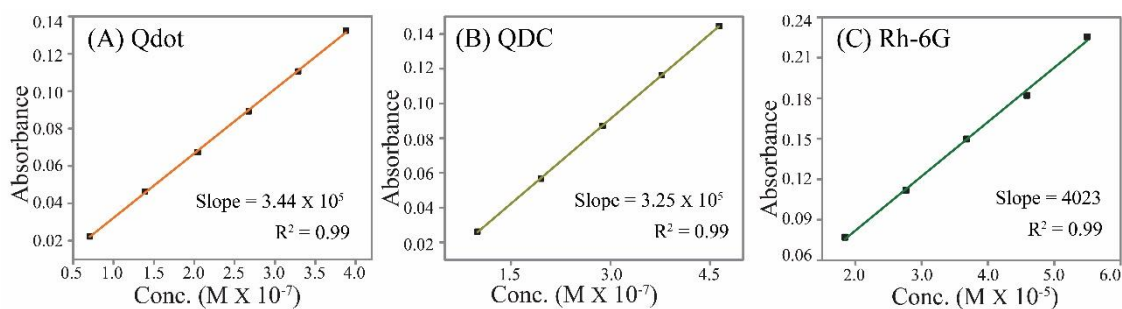 (A) Qdot
0.14
0.12
0.10
0.08
0.06
0.04
0.02
Absorbance
Slope = 3.44 X 10⁵
R² = 0.99
0.5 1.0 1.5 2.0 2.5 3.0 3.5 4.0
Conc. (M X 10⁻⁷)
(B) QDC
0.14
0.12
0.10
0.08
0.06
0.04
0.02
Absorbance
Slope = 3.25 X 10⁵
R² = 0.99
1.5 3.0 4.5
Conc. (M X 10⁻⁷)
(C) Rh-6G
0.24
0.21
0.18
0.15
0.12
0.09
0.06
Absorbance
Slope = 4023
R² = 0.99
2.0 3.0 4.0 5.0 6.0
Conc. (M X 10⁻⁵)